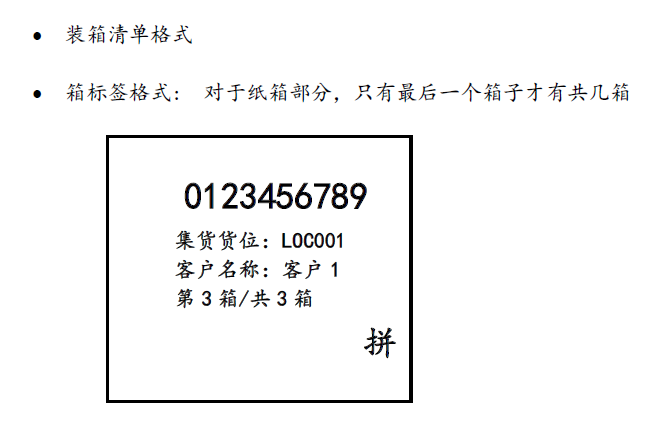 • 装箱清单格式
• 箱标签格式： 对于纸箱部分，只有最后一个箱子才有共几箱
0123456789
集货货位：LOC001
客户名称：客户 1
第 3 箱/共 3 箱
拼